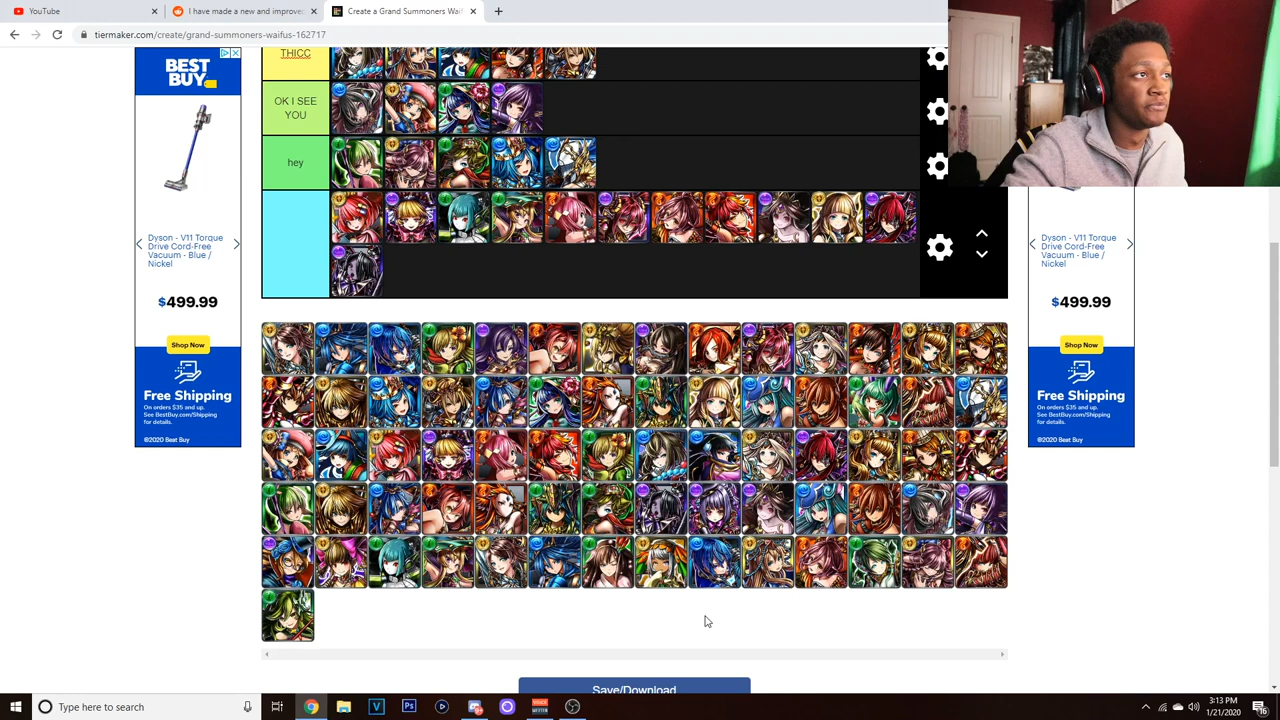 YouTube
I have made a new and improve
Create a Grand Summoners Waif
tiermaker.com/create/grand-summoners-waifus-162717
BEST
BUY
Dyson - V11 Torque
Drive Cord-Free
Vacuum - Blue /
Nickel
$499.99
Shop Now
Free Shipping
On orders $35 and up.
See BestBuy.com/Shipping
for details.
©2020 Best Buy
THICC
OK I SEE
YOU
hey
Dyson - V11 Torque
Drive Cord-Free
Vacuum - Blue /
Nickel
$499.99
Shop Now
Free Shipping
On orders $35 and up.
See BestBuy.com/Shipping
for details.
©2020 Best Buy
Save/Download
Type here to search
3:13 PM
1/21/2020
16